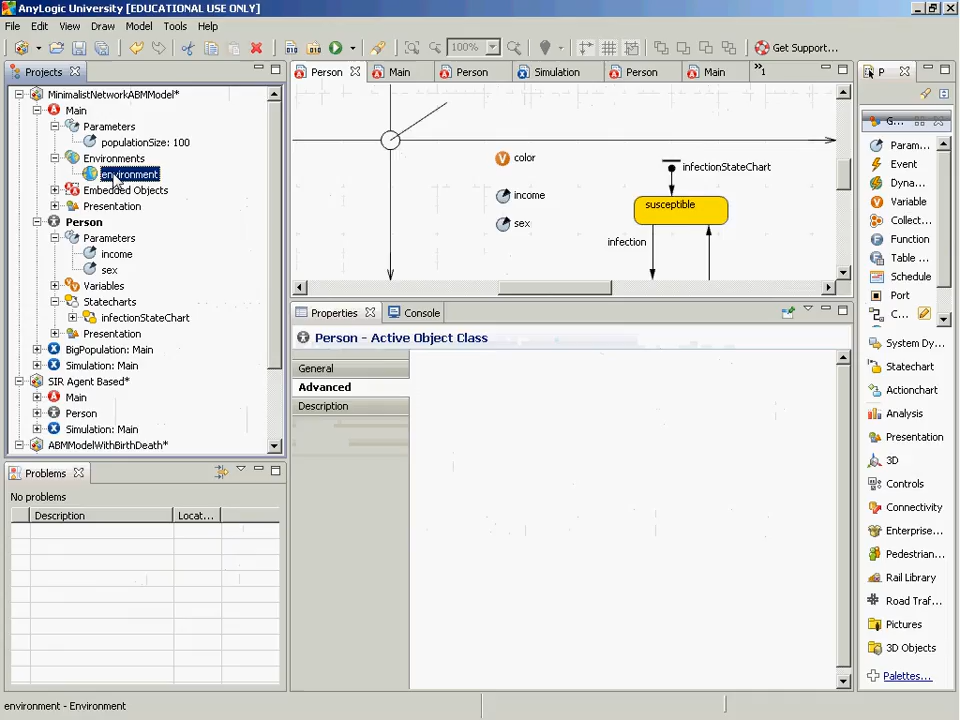 AnyLogic University [EDUCATIONAL USE ONLY]
File Edit View Draw Model Tools Help
100% Get Support...
Projects
MinimalistNetworkABMModel*
Main
Parameters
populationSize: 100
Environments
environment
Embedded Objects
Presentation
Person
Parameters
income
sex
Variables
Statecharts
infectionStateChart
Presentation
BigPopulation: Main
Simulation: Main
SIR Agent Based*
Main
Person
Simulation: Main
ABMModelWithBirthDeath*
Problems
No problems
Description Locat...
Person Main Person Simulation Person Main »1
color
income
sex
infectionStateChart
susceptible
infection
Properties Console
Person - Active Object Class
General
Advanced
Description
P
G...
Param...
Event
Dyna...
Variable
Collect...
Function
Table ...
Schedule
Port
C...
System Dy...
Statechart
Actionchart
Analysis
Presentation
3D
Controls
Connectivity
Enterprise...
Pedestrian...
Rail Library
Road Traf...
Pictures
3D Objects
Palettes...
environment - Environment